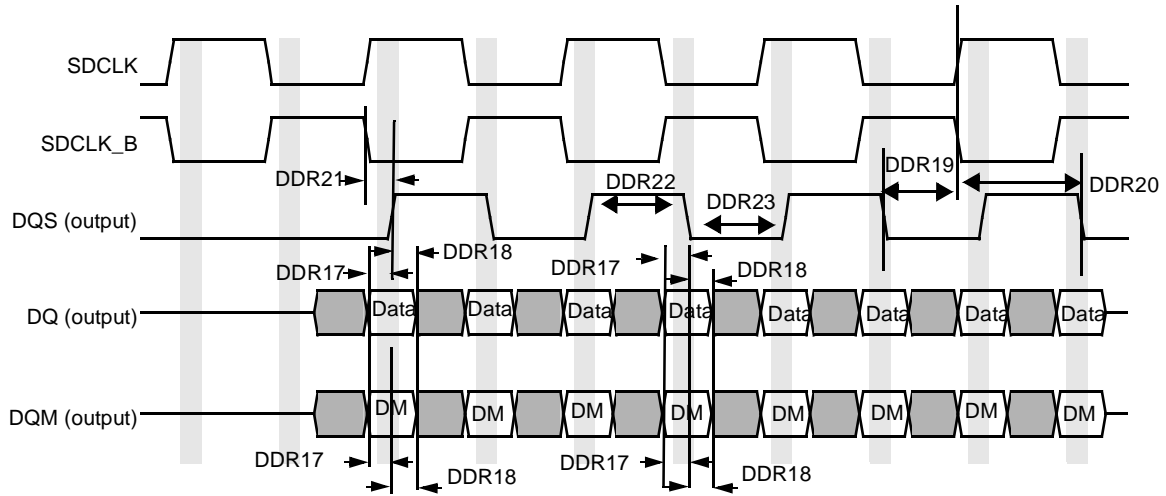 SDCLK
SDCLK_B
DDR21
DDR22
DDR19
DDR20
DQS (output)
DDR23
DDR17
DDR18
DDR17
DDR18
DQ (output)
Data
Data
Data
Data
Data
Data
Data
Data
DQM (output)
DM
DM
DM
DM
DM
DM
DM
DM
DDR17
DDR18
DDR17
DDR18